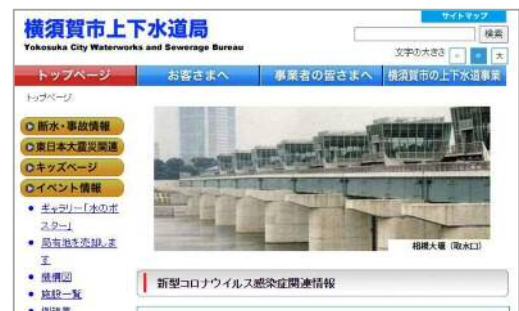 横須賀市上下水道局
Yokosuka City Waterworks and Sewerage Bureau
サイトマップ
検索
文字の大きさ
大
トップページ
お客さまへ
事業者の皆さまへ
横須賀市の上下水道事業
トップページ
断水・事故情報
東日本大震災関連
キッズページ
イベント情報
ギャラリー「水のポ
スター」
局有地を売却しま
す
機構図
施設一覧
相模大堰（取水口）
新型コロナウイルス感染症関連情報